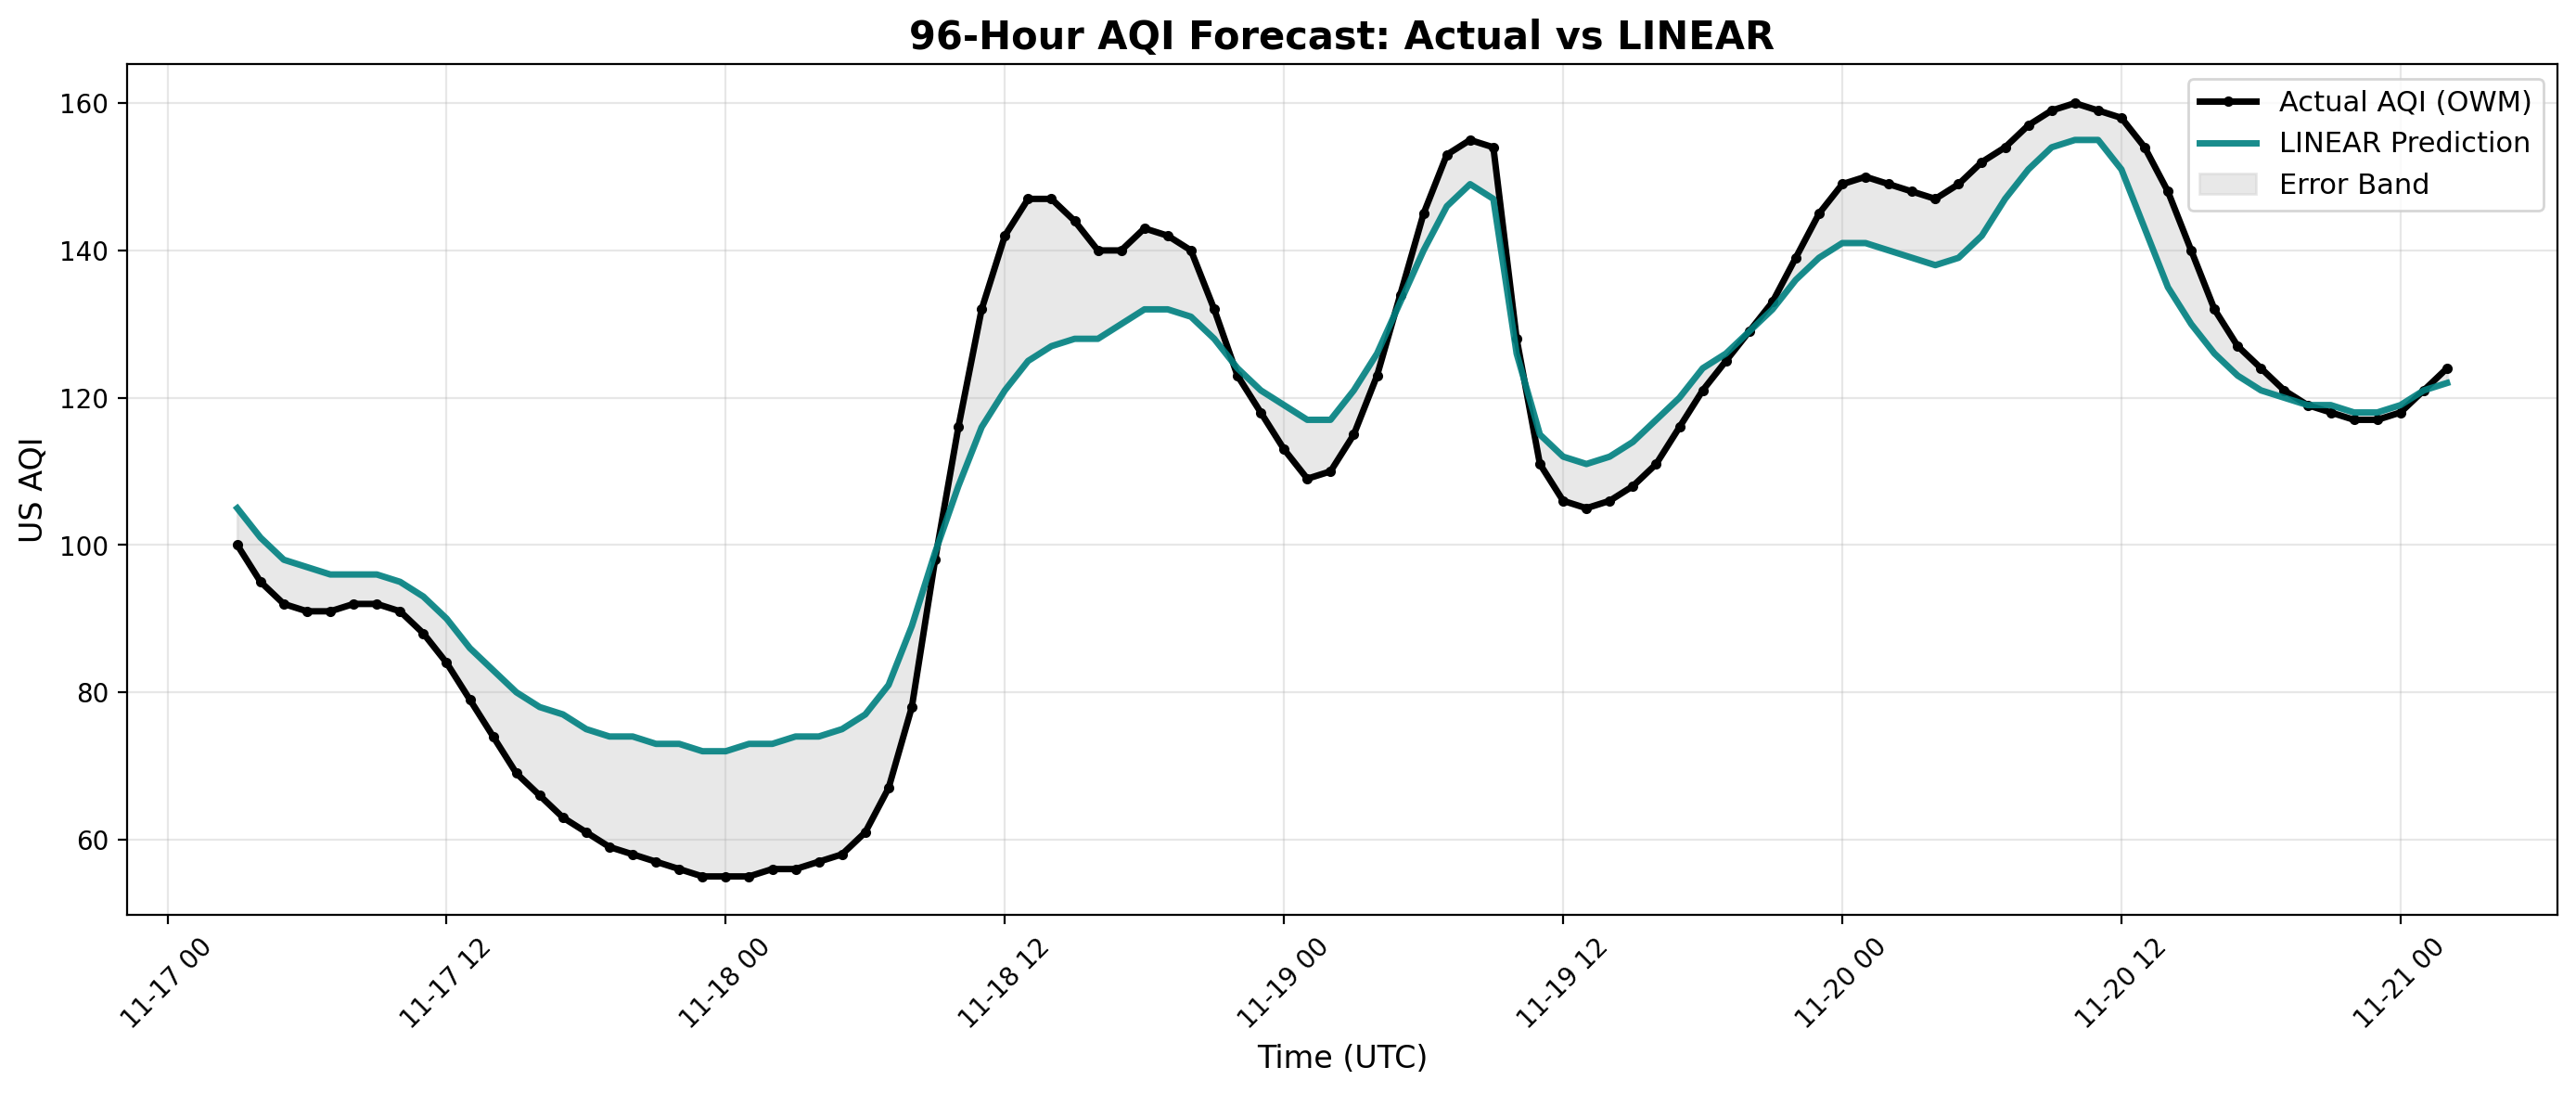 96-Hour AQI Forecast: Actual vs LINEAR
Actual AQI (OWM)
LINEAR Prediction
Error Band
US AQI
160
140
120
100
80
60
11-17 00
11-17 12
11-18 00
11-18 12
11-19 00
11-19 12
11-20 00
11-20 12
11-21 00
Time (UTC)